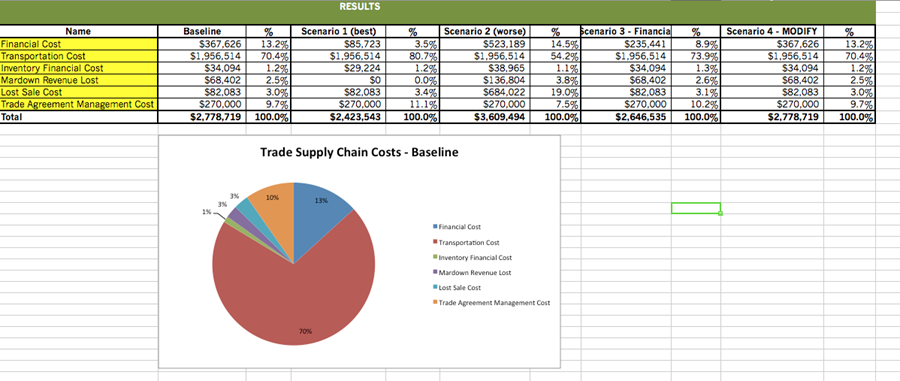 RESULTS
Name Baseline % Scenario 1 (best) % Scenario 2 (worse) % Scenario 3 - Financia % Scenario 4 - MODIFY %
Financial Cost $367,626 13.2% $85,723 3.5% $523,189 14.5% $235,441 8.9% $367,626 13.2%
Transportation Cost $1,956,514 70.4% $1,956,514 80.7% $1,956,514 54.2% $1,956,514 73.9% $1,956,514 70.4%
Inventory Financial Cost $34,094 1.2% $29,224 1.2% $38,965 1.1% $34,094 1.3% $34,094 1.2%
Mardown Revenue Lost $68,402 2.5% $0 0.0% $136,804 3.8% $68,402 2.6% $68,402 2.5%
Lost Sale Cost $82,083 3.0% $82,083 3.4% $684,022 19.0% $82,083 3.1% $82,083 3.0%
Trade Agreement Management Cost $270,000 9.7% $270,000 11.1% $270,000 7.5% $270,000 10.2% $270,000 9.7%
Total $2,778,719 100.0% $2,423,543 100.0% $3,609,494 100.0% $2,646,535 100.0% $2,778,719 100.0%
Trade Supply Chain Costs - Baseline
3%
10%
13%
3%
1%
Financial Cost
Transportation Cost
Inventory Financial Cost
Mardown Revenue Lost
Lost Sale Cost
Trade Agreement Management Cost
70%